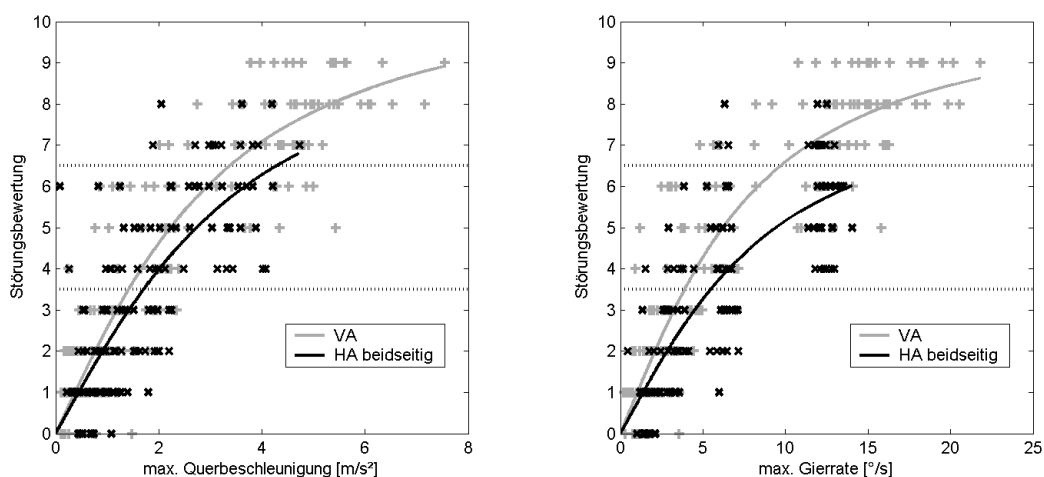 10
9
8
7
6
5
4
3
2
1
0
Störungsbewertung
VA
HA beidseitig
0 2 4 6 8
max. Querbeschleunigung [m/s²]
10
9
8
7
6
5
4
3
2
1
0
Störungsbewertung
VA
HA beidseitig
0 5 10 15 20 25
max. Gierrate [°/s]